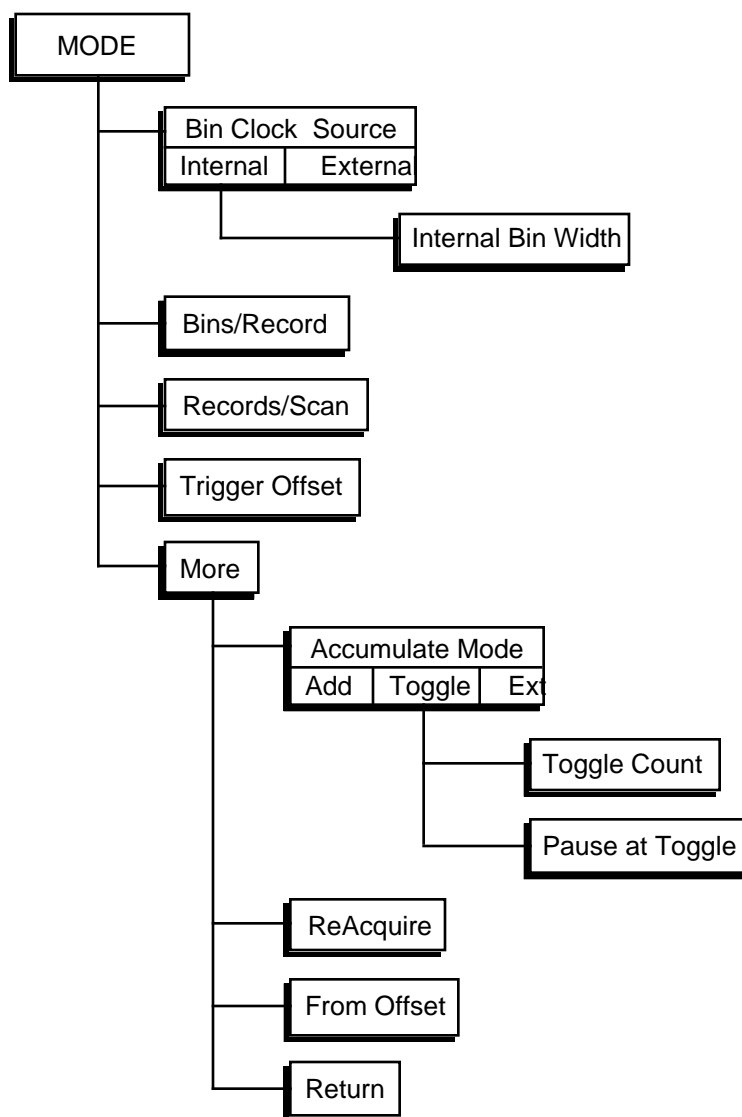 MODE
Bin Clock Source
Internal External
Internal Bin Width
Bins/Record
Records/Scan
Trigger Offset
More
Accumulate Mode
Add Toggle Ext
Toggle Count
Pause at Toggle
ReAcquire
From Offset
Return